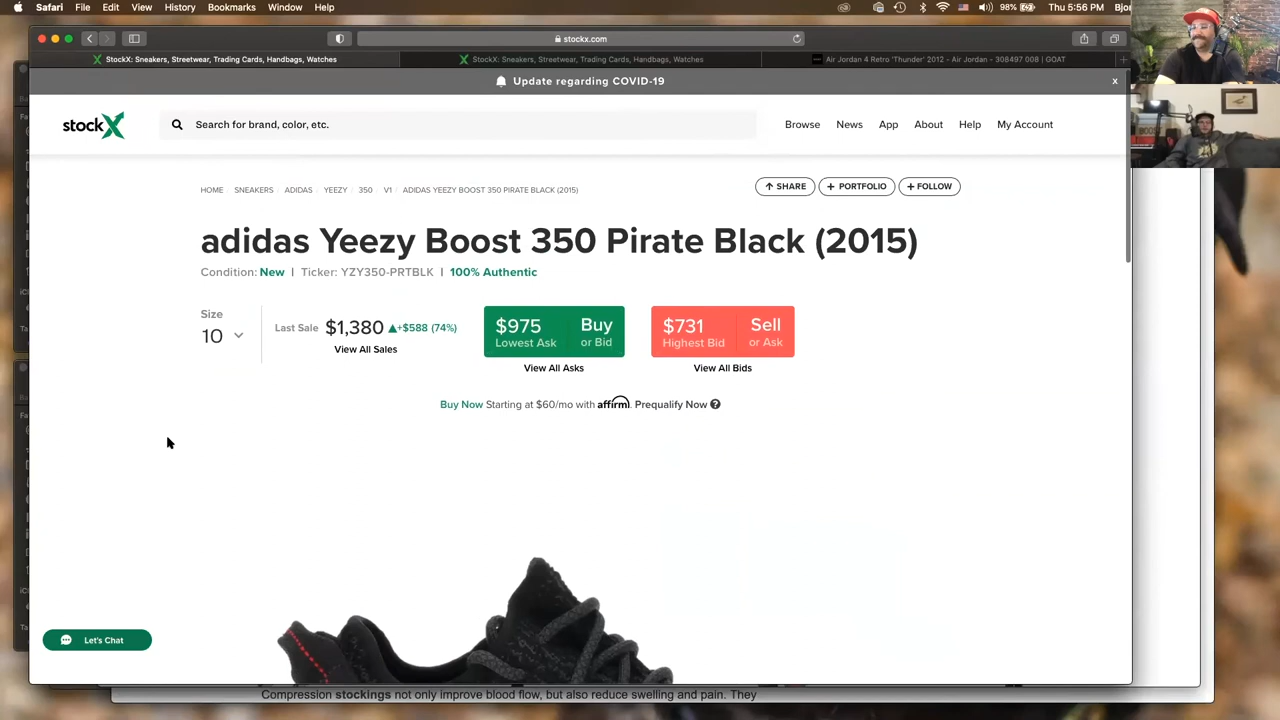 Safari File Edit View History Bookmarks Window Help
98% Thu 5:56 PM Bjor
stockx.com
StockX: Sneakers, Streetwear, Trading Cards, Handbags, Watches
StockX: Sneakers, Streetwear, Trading Cards, Handbags, Watches
Air Jordan 4 Retro 'Thunder' 2012 - Air Jordan - 308497 008 | GOAT
Update regarding COVID-19
X
stockX
Search for brand, color, etc.
Browse News App About Help My Account
HOME / SNEAKERS / ADIDAS / YEEZY / 350 / V1 / ADIDAS YEEZY BOOST 350 PIRATE BLACK (2015)
SHARE
+ PORTFOLIO
+ FOLLOW
adidas Yeezy Boost 350 Pirate Black (2015)
Condition: New | Ticker: YZY350-PRTBLK | 100% Authentic
Size
10
Last Sale $1,380 ▲+$588 (74%)
View All Sales
$975 Buy
Lowest Ask or Bid
View All Asks
$731 Sell
Highest Bid or Ask
View All Bids
Buy Now Starting at $60/mo with affirm. Prequalify Now ?
Let's Chat
Compression stockings not only improve blood flow, but also reduce swelling and pain. They